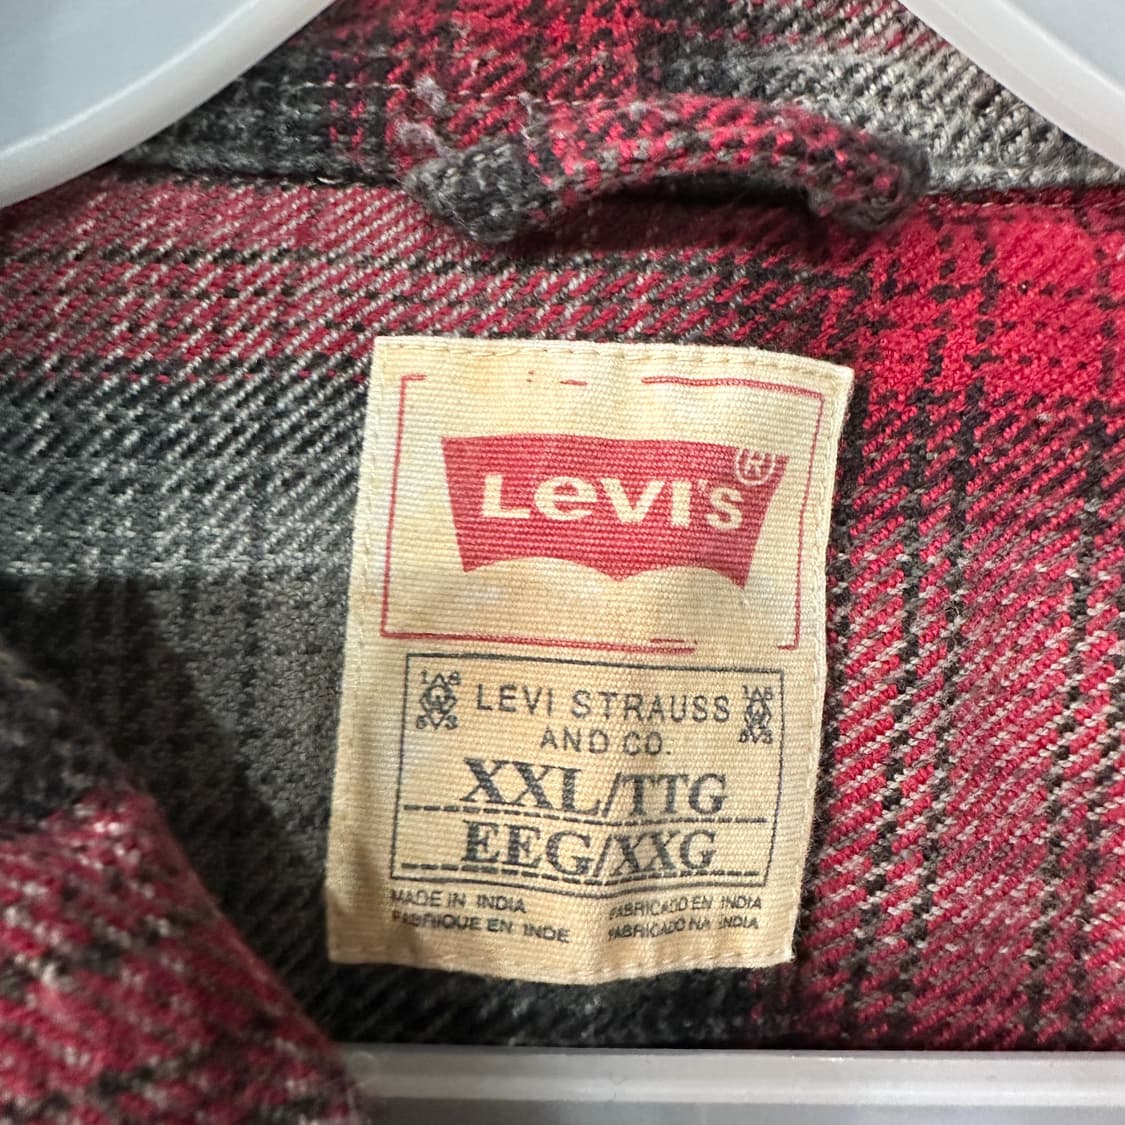 LEVI'S®
LEVI STRAUSS
AND CO.
XXL/TTG
EEG/XXG
MADE IN INDIA FABRICADO EN INDIA
FABRIQUE EN INDE FABRICADO NA INDIA